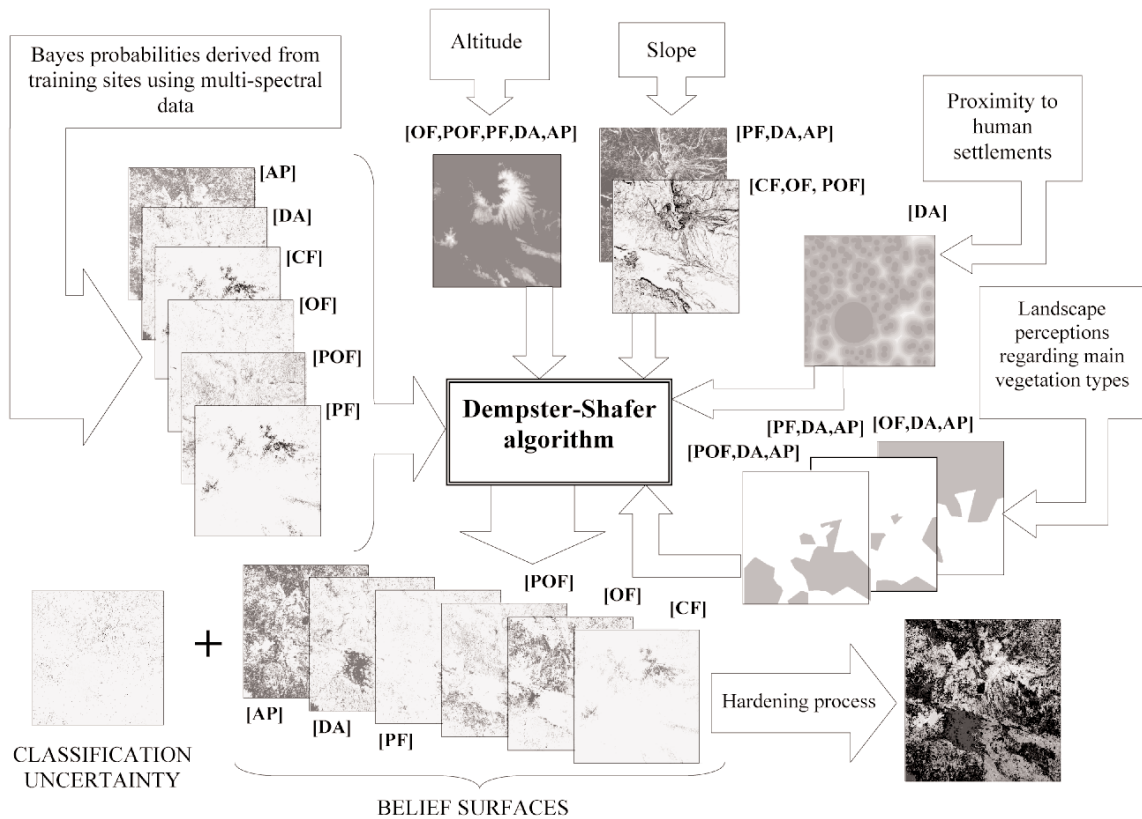 Bayes probabilities derived from
training sites using multi-spectral
data
Altitude
Slope
Proximity to
human
settlements
[OF,POF,PF,DA,AP]
[PF,DA,AP]
[CF,OF, POF]
[DA]
[AP]
[DA]
[CF]
[OF]
[POF]
[PF]
Landscape
perceptions
regarding main
vegetation types
Dempster-Shafer
algorithm
[PF,DA,AP]
[OF,DA,AP]
[POF,DA,AP]
[POF]
[OF]
[CF]
+
[AP]
[DA]
[PF]
Hardening process
CLASSIFICATION
UNCERTAINTY
BELIEF SURFACES